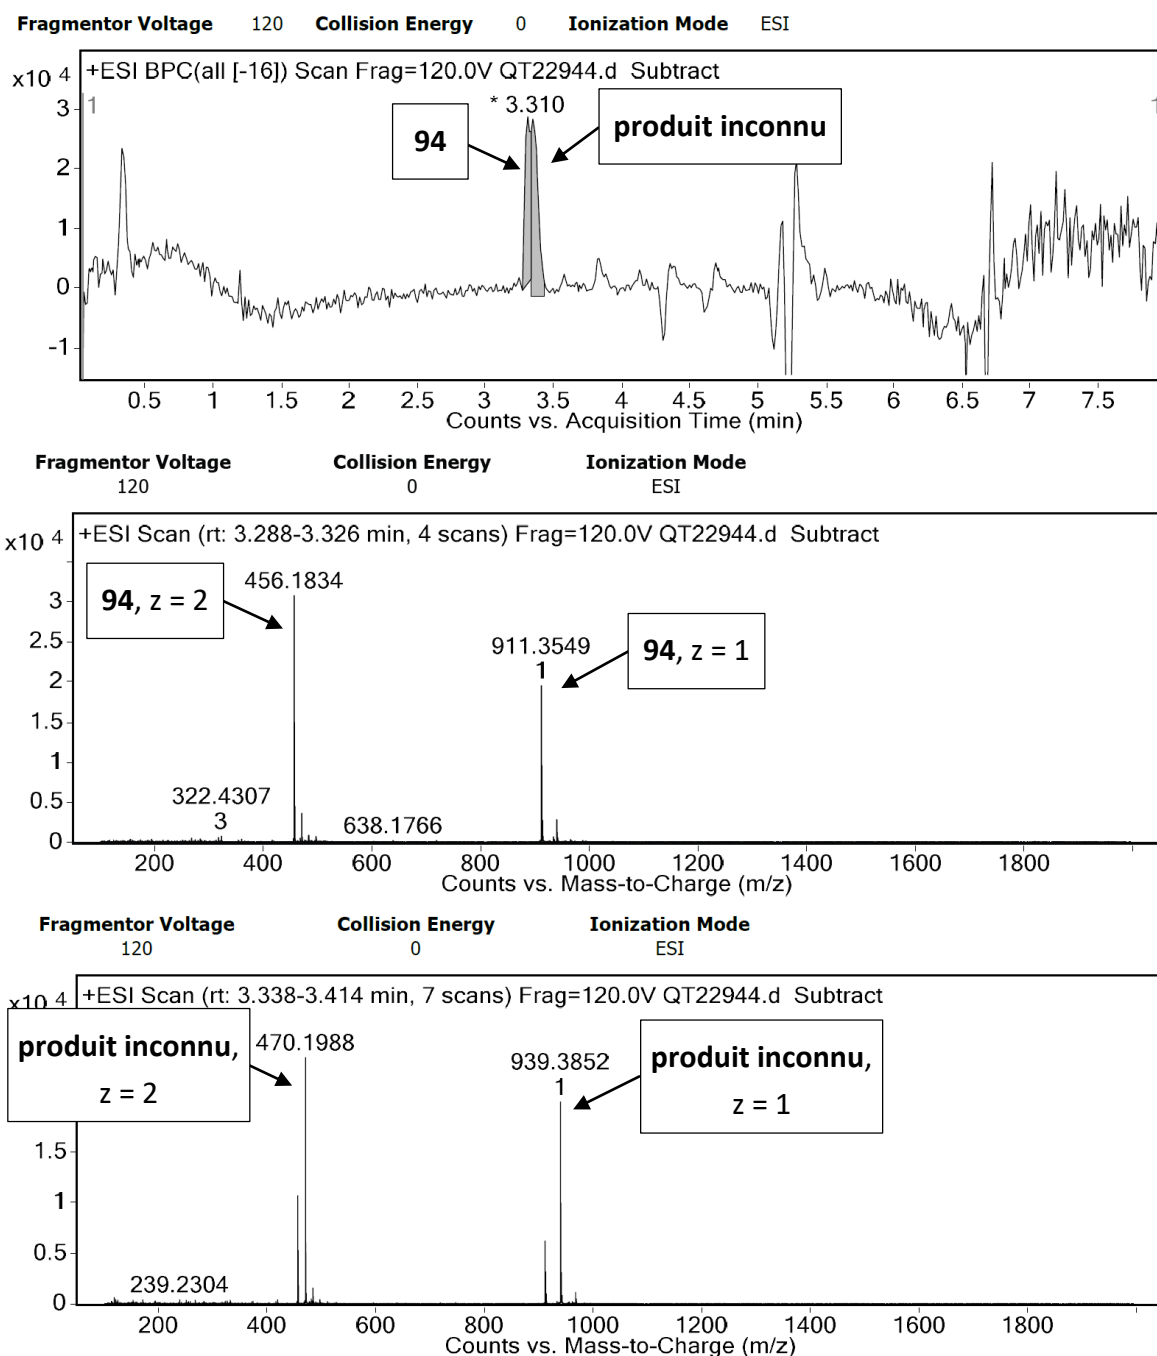 Fragmentor Voltage 120 Collision Energy 0 Ionization Mode ESI
x10 4 +ESI BPC(all [-16]) Scan Frag=120.0V QT22944.d Subtract
1 * 3.310 1
94 produit inconnu
3
2
1
0
-1
0.5 1 1.5 2 2.5 3 3.5 4 4.5 5 5.5 6 6.5 7 7.5
Counts vs. Acquisition Time (min)
Fragmentor Voltage Collision Energy Ionization Mode
120 0 ESI
x10 4 +ESI Scan (rt: 3.288-3.326 min, 4 scans) Frag=120.0V QT22944.d Subtract
94, z = 2 456.1834
911.3549
1
94, z = 1
3
2.5
2
1.5
1
0.5
0
322.4307
3
638.1766
200 400 600 800 1000 1200 1400 1600 1800
Counts vs. Mass-to-Charge (m/z)
Fragmentor Voltage Collision Energy Ionization Mode
120 0 ESI
x10 4 +ESI Scan (rt: 3.338-3.414 min, 7 scans) Frag=120.0V QT22944.d Subtract
produit inconnu,
z = 2
470.1988
939.3852
1
produit inconnu,
z = 1
1.5
1
0.5
0
239.2304
200 400 600 800 1000 1200 1400 1600 1800
Counts vs. Mass-to-Charge (m/z)